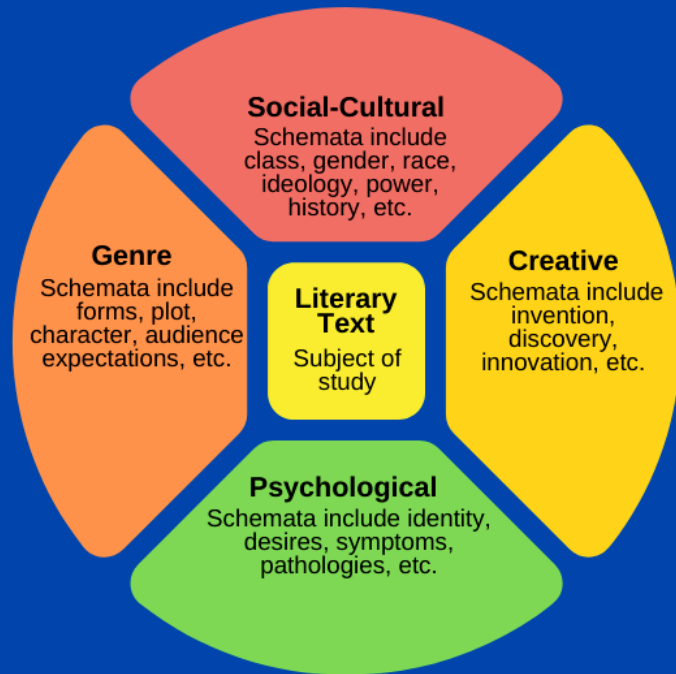 Social-Cultural
Schemata include
class, gender, race,
ideology, power,
history, etc.
Genre
Schemata include
forms, plot,
character, audience
expectations, etc.
Literary
Text
Subject of
study
Creative
Schemata include
invention,
discovery,
innovation, etc.
Psychological
Schemata include identity,
desires, symptoms,
pathologies, etc.